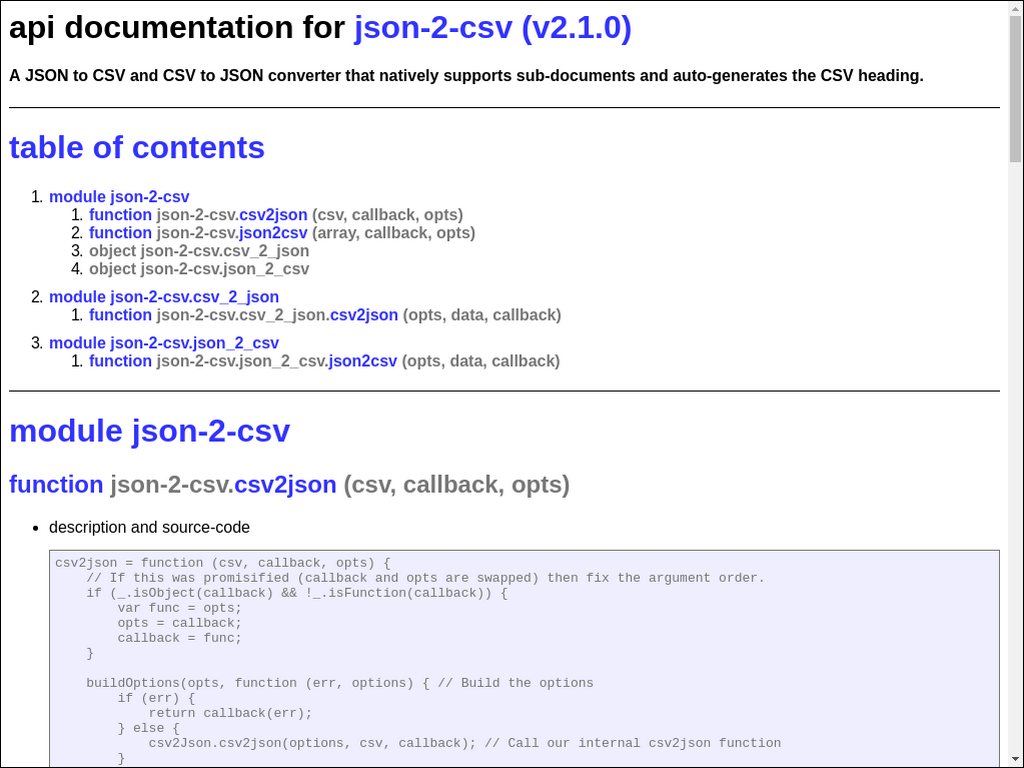 api documentation for json-2-csv (v2.1.0)
A JSON to CSV and CSV to JSON converter that natively supports sub-documents and auto-generates the CSV heading.
table of contents
1. module json-2-csv
1. function json-2-csv.csv2json (csv, callback, opts)
2. function json-2-csv.json2csv (array, callback, opts)
3. object json-2-csv.csv_2_json
4. object json-2-csv.json_2_csv
2. module json-2-csv.csv_2_json
1. function json-2-csv.csv_2_json.csv2json (opts, data, callback)
3. module json-2-csv.json_2_csv
1. function json-2-csv.json_2_csv.json2csv (opts, data, callback)
module json-2-csv
function json-2-csv.csv2json (csv, callback, opts)
• description and source-code
csv2json = function (csv, callback, opts) {
    // If this was promisified (callback and opts are swapped) then fix the argument order.
    if (_.isObject(callback) && !_.isFunction(callback)) {
        var func = opts;
        opts = callback;
        callback = func;
    }

    buildOptions(opts, function (err, options) { // Build the options
        if (err) {
            return callback(err);
        } else {
            csv2Json.csv2json(options, csv, callback); // Call our internal csv2json function
        }